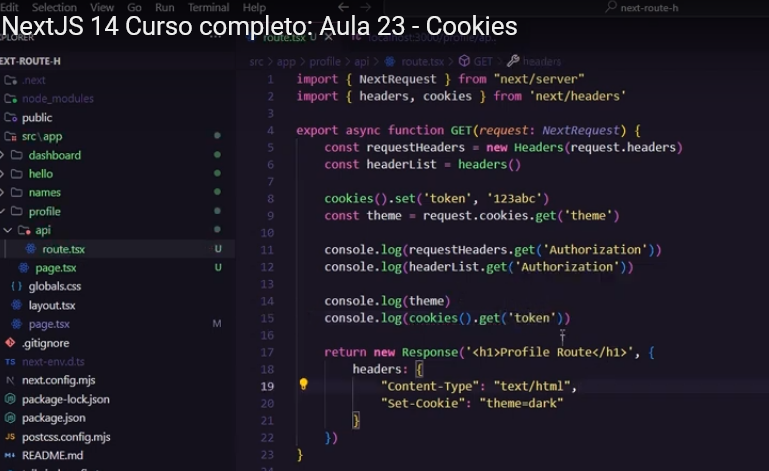 Edit Selection View Go Run Terminal Help
next-route-h
NextJS 14 Curso completo: Aula 23 - Cookies
EXPLORER
route.tsx U
EXT-ROUTE-H
src > app > profile > api > route.tsx > GET > headers
.next
node_modules
public
src\app
dashboard
hello
names
profile
api
route.tsx U
page.tsx U
globals.css
layout.tsx
page.tsx M
.gitignore
next-env.d.ts
next.config.mjs
package-lock.json
package.json
postcss.config.mjs
README.md
1 import { NextRequest } from "next/server"
2 import { headers, cookies } from 'next/headers'
3
4 export async function GET(request: NextRequest) {
5 const requestHeaders = new Headers(request.headers)
6 const headerList = headers()
7
8 cookies().set('token', '123abc')
9 const theme = request.cookies.get('theme')
10
11 console.log(requestHeaders.get('Authorization'))
12 console.log(headerList.get('Authorization'))
13
14 console.log(theme)
15 console.log(cookies().get('token'))
16
17 return new Response('<h1>Profile Route</h1>', {
18 headers: {
19 "Content-Type": "text/html",
20 "Set-Cookie": "theme=dark"
21 }
22 })
23 }